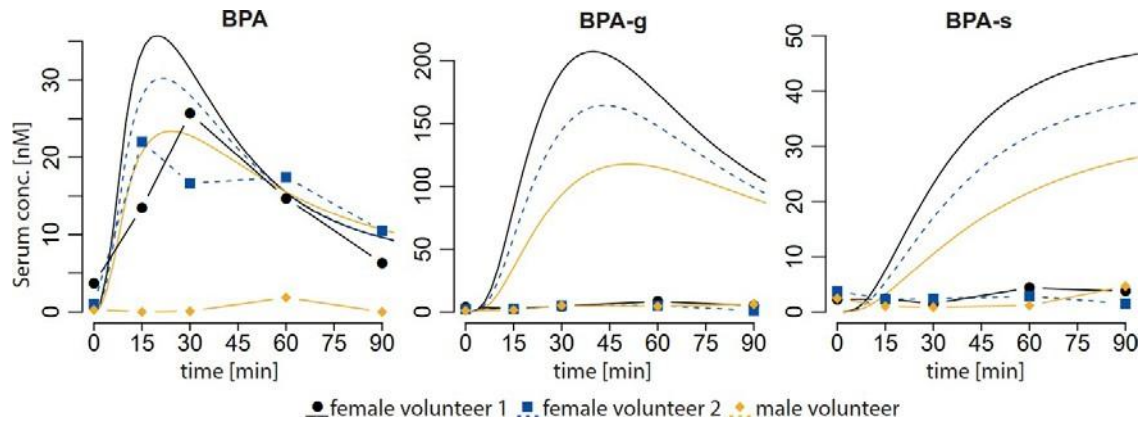 BPA
BPA-g
BPA-s
Serum conc. [nM]
0
10
20
30
0
50
100
150
200
0
10
20
30
40
50
0 15 30 45 60 75 90
0 15 30 45 60 75 90
0 15 30 45 60 75 90
time [min]
time [min]
time [min]
female volunteer 1 female volunteer 2 male volunteer